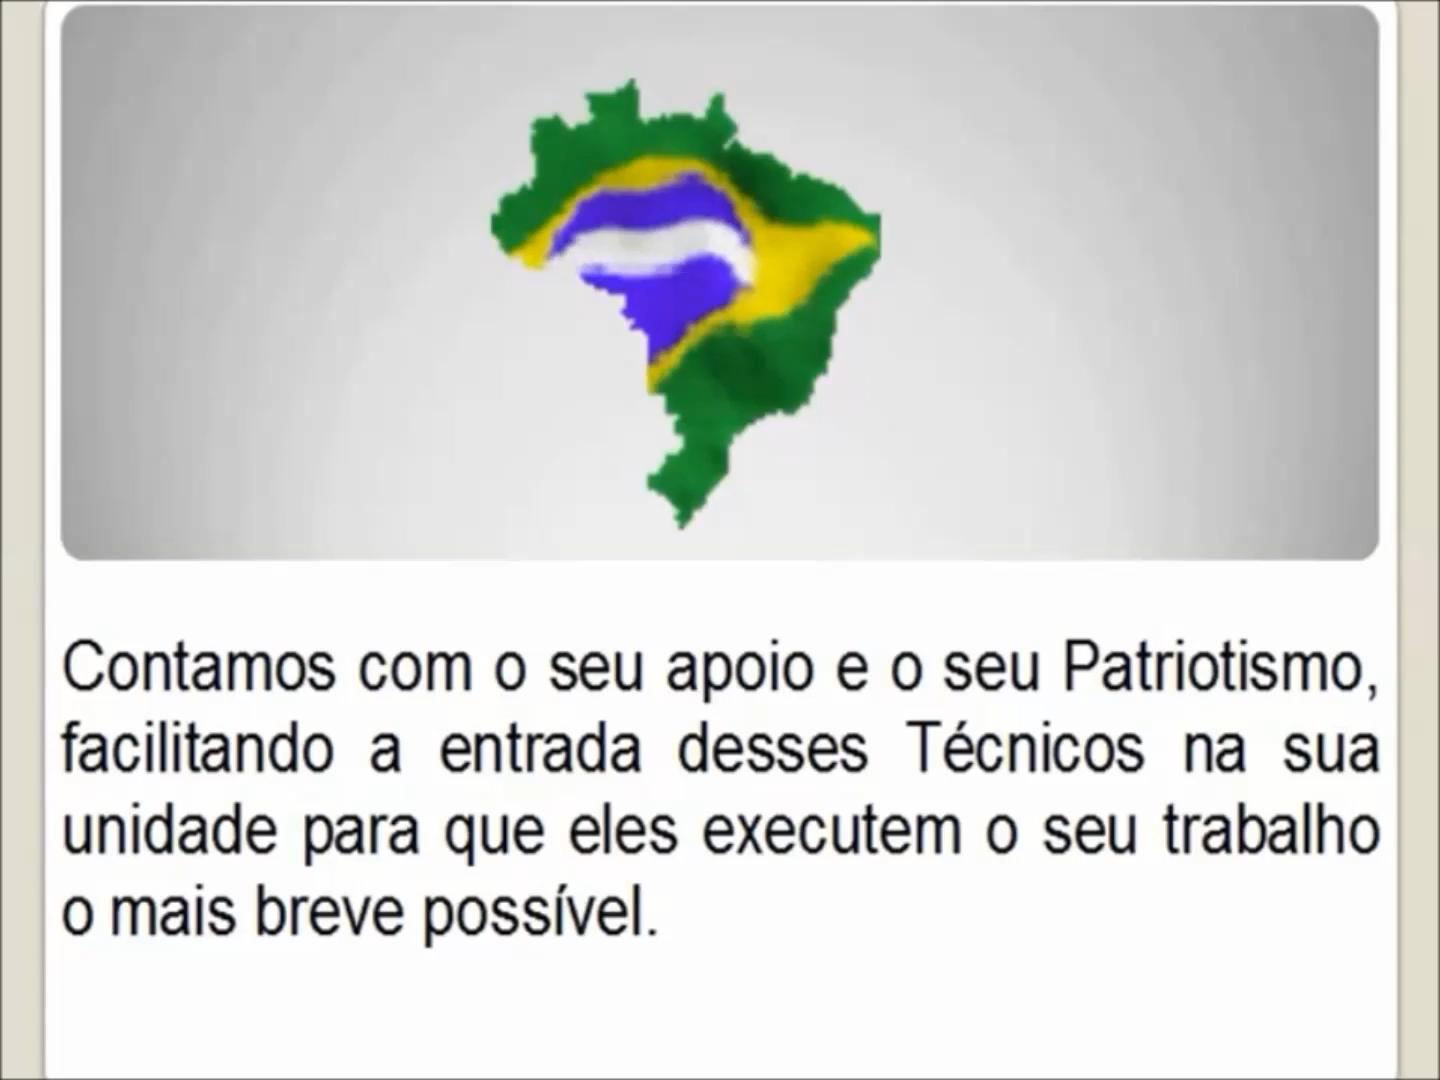 Contamos com o seu apoio e o seu Patriotismo,
facilitando a entrada desses Técnicos na sua
unidade para que eles executem o seu trabalho
o mais breve possível.